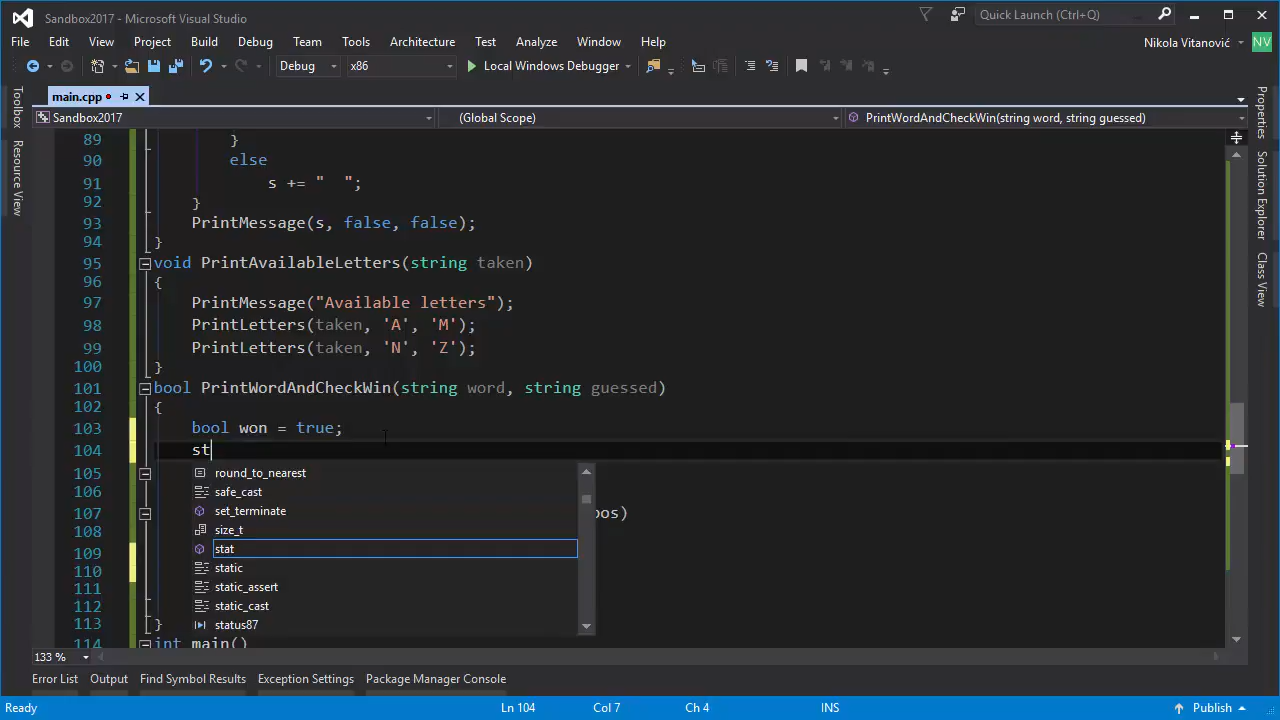 Sandbox2017 - Microsoft Visual Studio
Quick Launch (Ctrl+Q)
File Edit View Project Build Debug Team Tools Architecture Test Analyze Window Help
Nikola Vitanović NV
Debug x86 Local Windows Debugger
main.cpp
Sandbox2017 (Global Scope) PrintWordAndCheckWin(string word, string guessed)
Toolbox
Resource View
Properties
Solution Explorer
Class View
89 }
90 else
91 s += "  ";
92 }
93 PrintMessage(s, false, false);
94 }
95 void PrintAvailableLetters(string taken)
96 {
97 PrintMessage("Available letters");
98 PrintLetters(taken, 'A', 'M');
99 PrintLetters(taken, 'N', 'Z');
100 }
101 bool PrintWordAndCheckWin(string word, string guessed)
102 {
103 bool won = true;
104 st
105 round_to_nearest
106 safe_cast
set_terminate
107 pos)
108 size_t
109 stat
110 static
111 static_assert
112 static_cast
113 } status87
114 int main()
133 %
Error List Output Find Symbol Results Exception Settings Package Manager Console
Ready Ln 104 Col 7 Ch 4 INS Publish